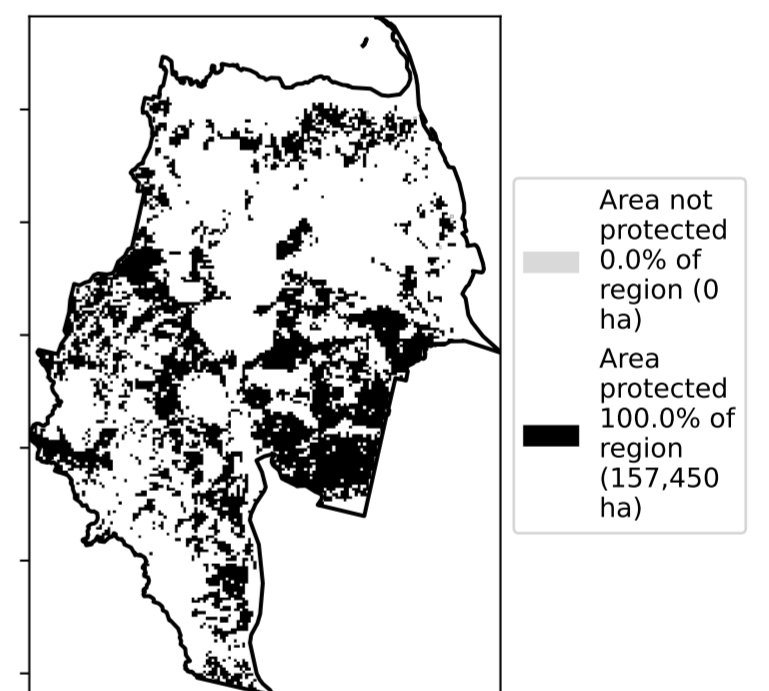 Area not
protected
0.0% of
region (0
ha)
Area
protected
100.0% of
region
(157,450
ha)